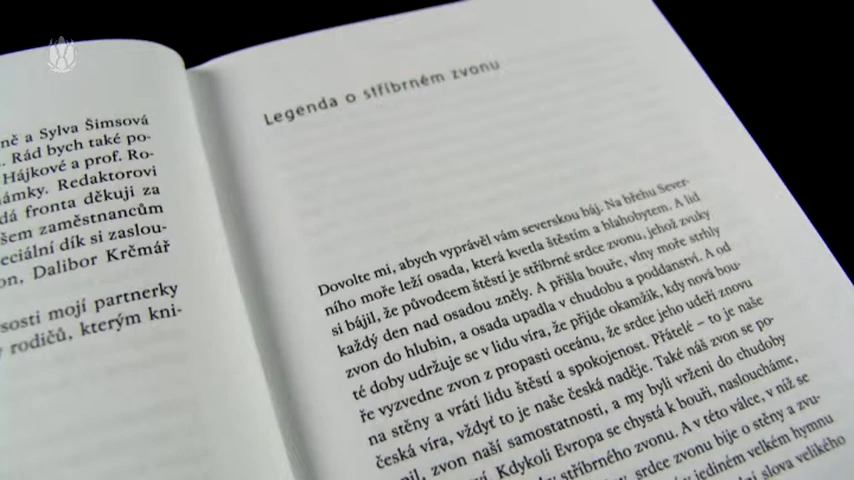 ně a Sylva Šimsová
Rád bych také po-
Hájkové a prof. Ro-
ámky. Redaktorovi
dá fronta děkuji za
šem zaměstnancům
eciální dík si zaslou-
on, Dalibor Krčmář
sosti mojí partnerky
rodičů, kterým kni-
Legenda o stříbrném zvonu
Dovolte mi, abych vyprávěl vám severskou báj. Na břehu Sever-
ního moře leží osada, která kvetla štěstím a blahobytem. A lid
si bájil, že původcem štěstí je stříbrné srdce zvonu, jehož zvuky
každý den nad osadou zněly. A přišla bouře, vlny moře strhly
zvon do hlubin, a osada upadla v chudobu a poddanství. A od
té doby udržuje se v lidu víra, že přijde okamžik, kdy nová bou-
ře vyzvedne zvon z propasti oceánu, že srdce jeho udeří znovu
na stěny a vrátí lidu štěstí a spokojenost. Přátelé – to je naše
česká víra, vždyť to je naše česká naděje. Také náš zvon se po-
il, zvon naší samostatnosti, a my byli vrženi do chudoby
ví. Kdykoli Evropa se chystá k bouři, nasloucháme,
dy stříbrného zvonu. A v této válce, v níž se
srdce zvonu bije o stěny a zvu-
jediném velkém hymnu
slova velikého